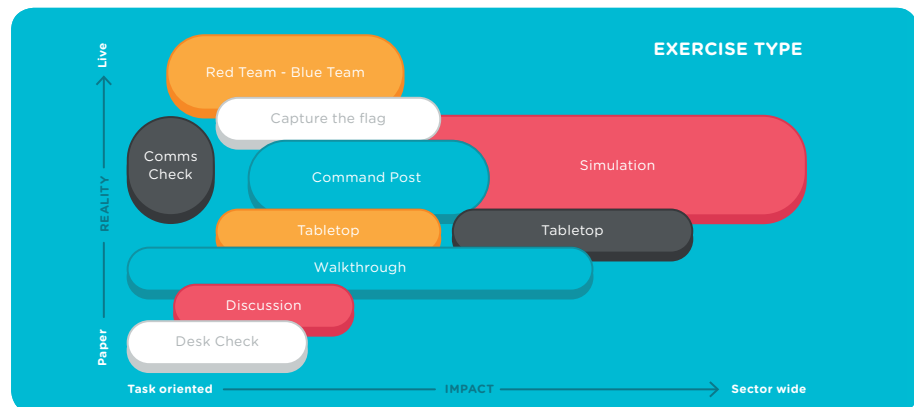 EXERCISE TYPE
Live
REALITY
Paper
Red Team - Blue Team
Capture the flag
Comms
Check
Simulation
Command Post
Tabletop
Tabletop
Walkthrough
Discussion
Desk Check
Task oriented
IMPACT
Sector wide